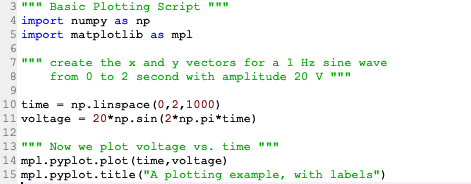 3 """ Basic Plotting Script """
4 import numpy as np
5 import matplotlib as mpl
6
7 """ create the x and y vectors for a 1 Hz sine wave
8     from 0 to 2 second with amplitude 20 V """
9
10 time = np.linspace(0,2,1000)
11 voltage = 20*np.sin(2*np.pi*time)
12
13 """ Now we plot voltage vs. time """
14 mpl.pyplot.plot(time,voltage)
15 mpl.pyplot.title("A plotting example, with labels")